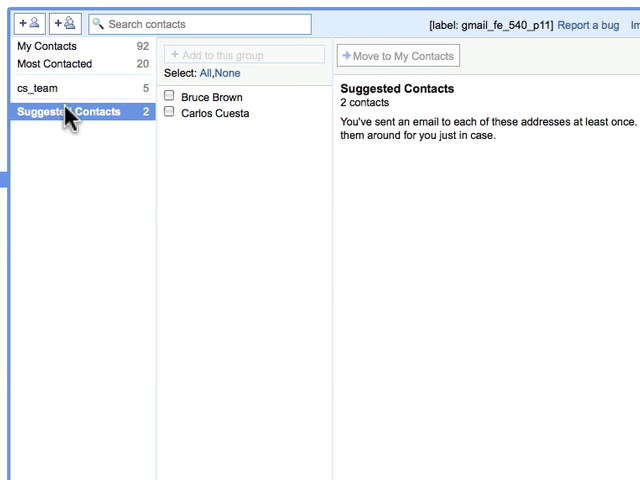 + + Search contacts [label: gmail_fe_540_p11] Report a bug
My Contacts 92
Most Contacted 20
cs_team 5
Suggested Contacts 2
+ Add to this group
Select: All,None
Bruce Brown
Carlos Cuesta
Move to My Contacts
Suggested Contacts
2 contacts
You've sent an email to each of these addresses at least once.
them around for you just in case.